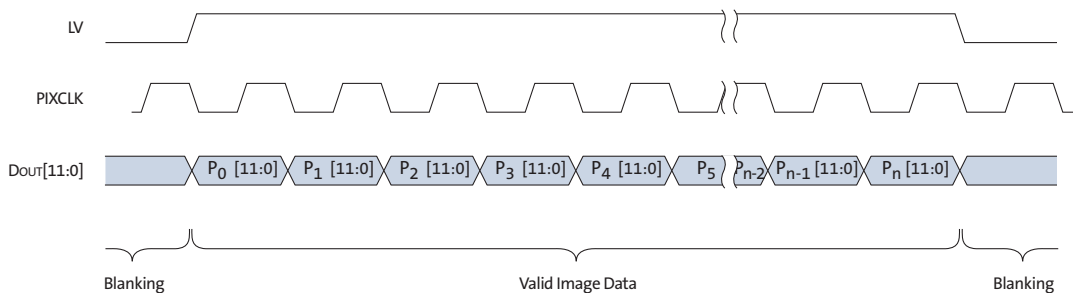 LV
PIXCLK
DOUT[11:0]
P0 [11:0] P1 [11:0] P2 [11:0] P3 [11:0] P4 [11:0] P5 Pn-2 Pn-1 [11:0] Pn [11:0]
Blanking Valid Image Data Blanking